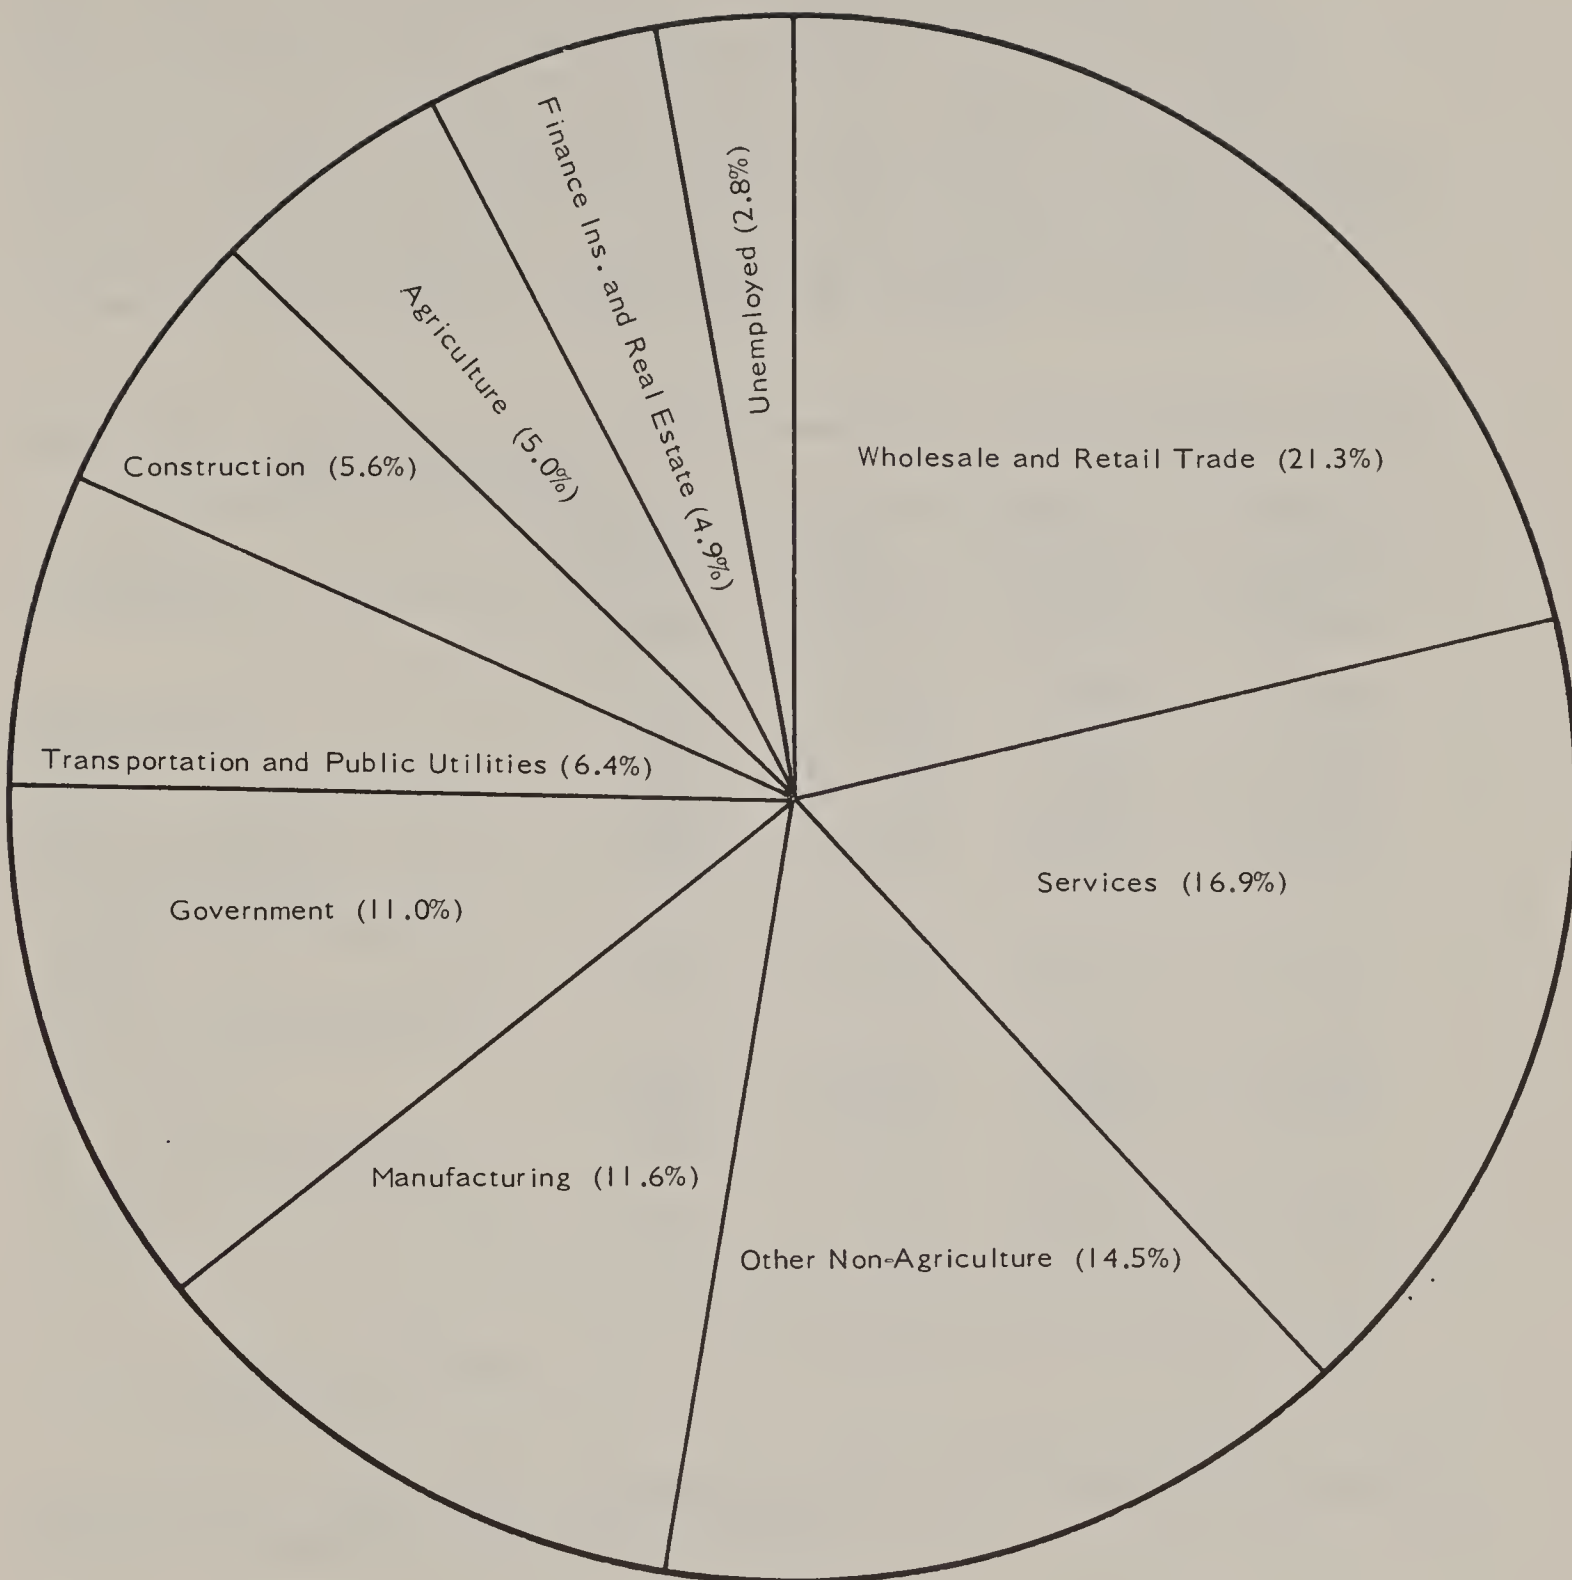 Wholesale and Retail Trade (21.3%)
Services (16.9%)
Other Non-Agriculture (14.5%)
Manufacturing (11.6%)
Government (11.0%)
Transportation and Public Utilities (6.4%)
Construction (5.6%)
Agriculture (5.0%)
Finance Ins. and Real Estate (4.9%)
Unemployed (2.8%)